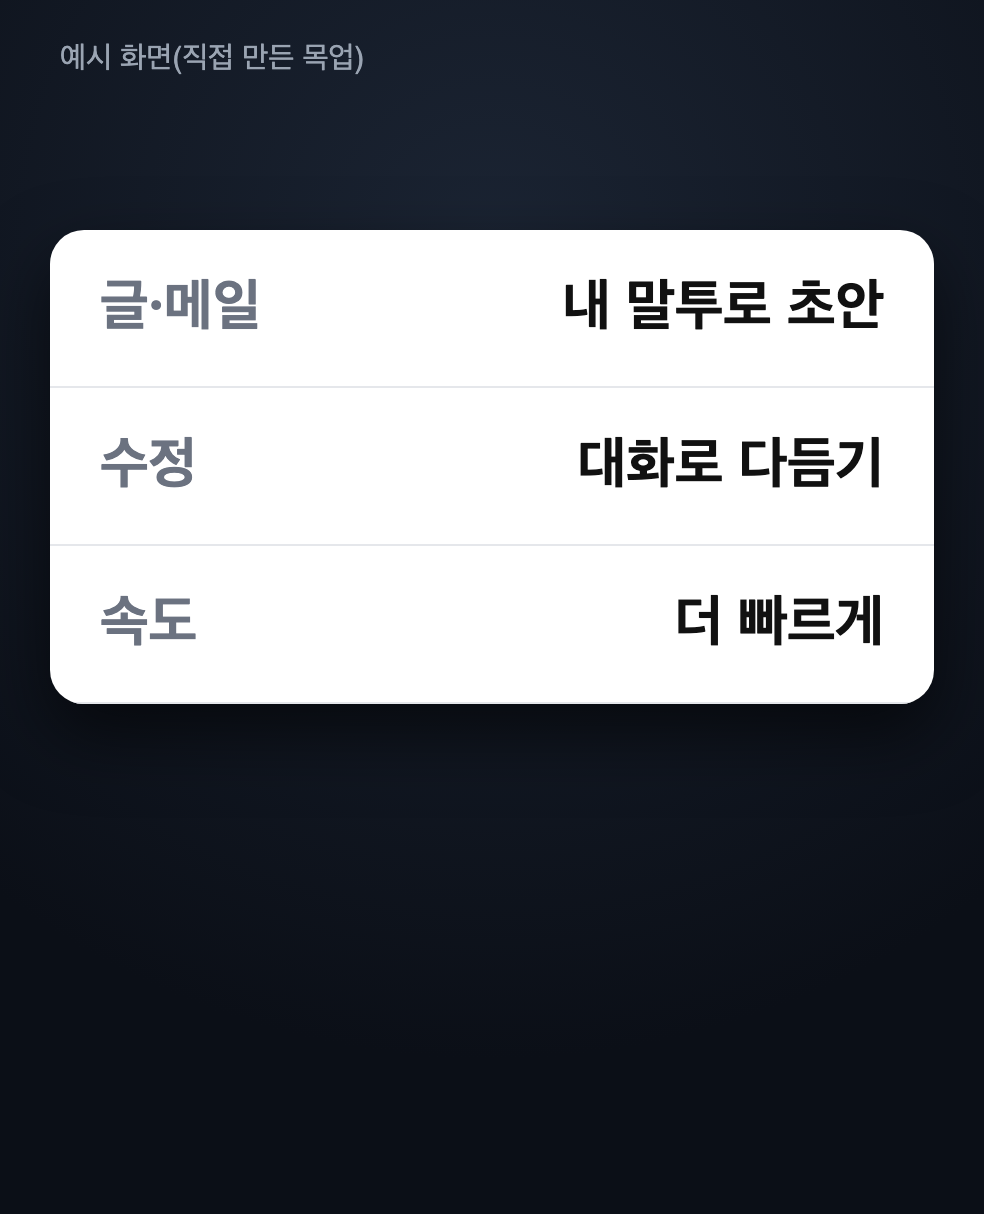 예시 화면(직접 만든 목업)
글·메일 내 말투로 초안
수정 대화로 다듬기
속도 더 빠르게